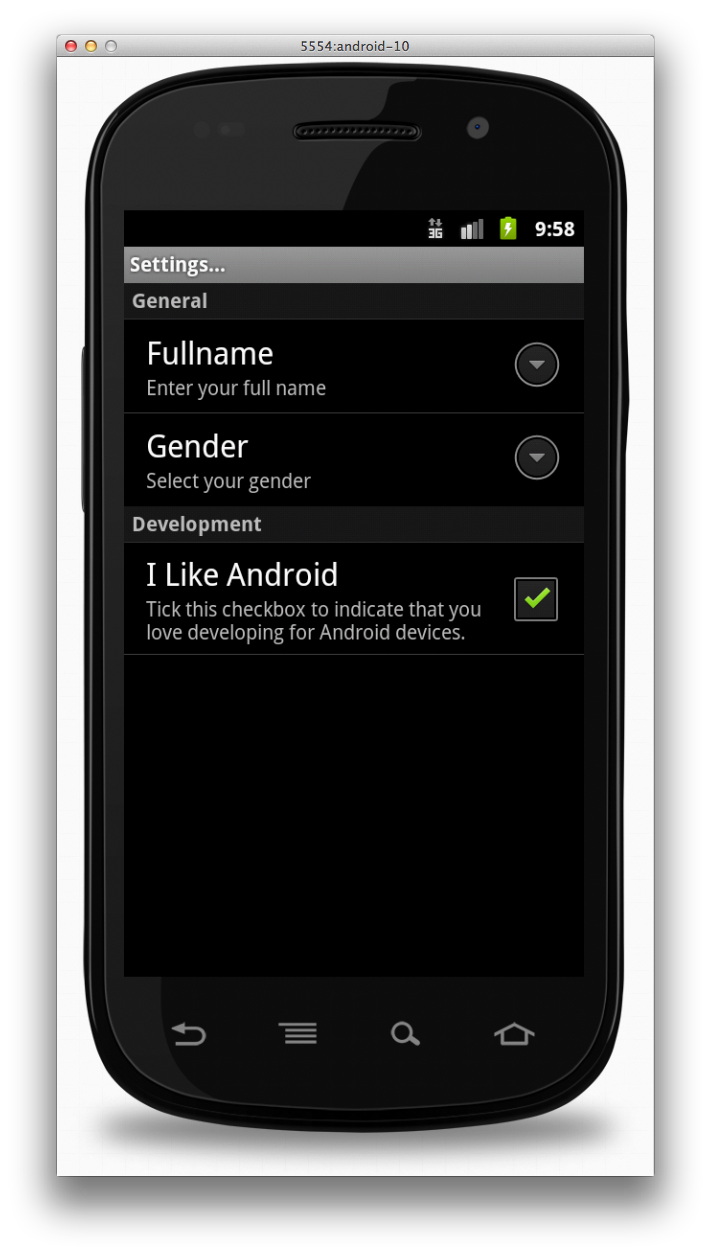 5554:android-10
3G 9:58
Settings...
General
Fullname
Enter your full name
Gender
Select your gender
Development
I Like Android
Tick this checkbox to indicate that you
love developing for Android devices.